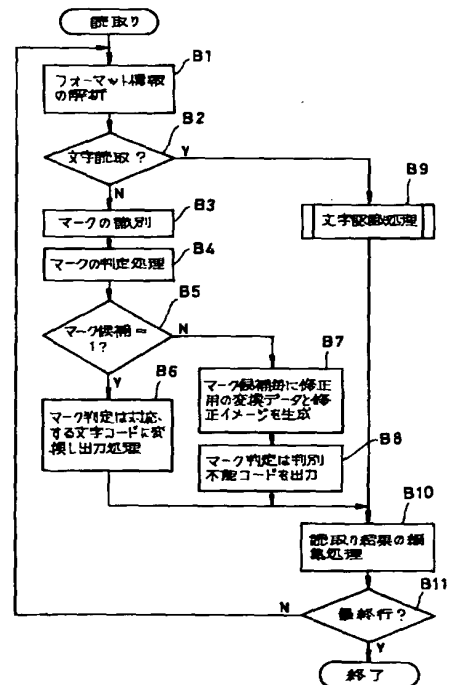 読取り
B1
フォーマット情報
の解析
B2
文字読取？
Y
N
B3
マークの識別
B4
マークの判定処理
B5
マーク候補＝
1？
N
Y
B6
マーク判定は対応
する文字コードに変
換し出力処理
B7
マーク候補毎に修正
用の変換データと修
正イメージを生成
B8
マーク判定は判別
不能コードを出力
B9
文字認識処理
B10
読取り結果の編
集処理
B11
最終行？
N
Y
終了